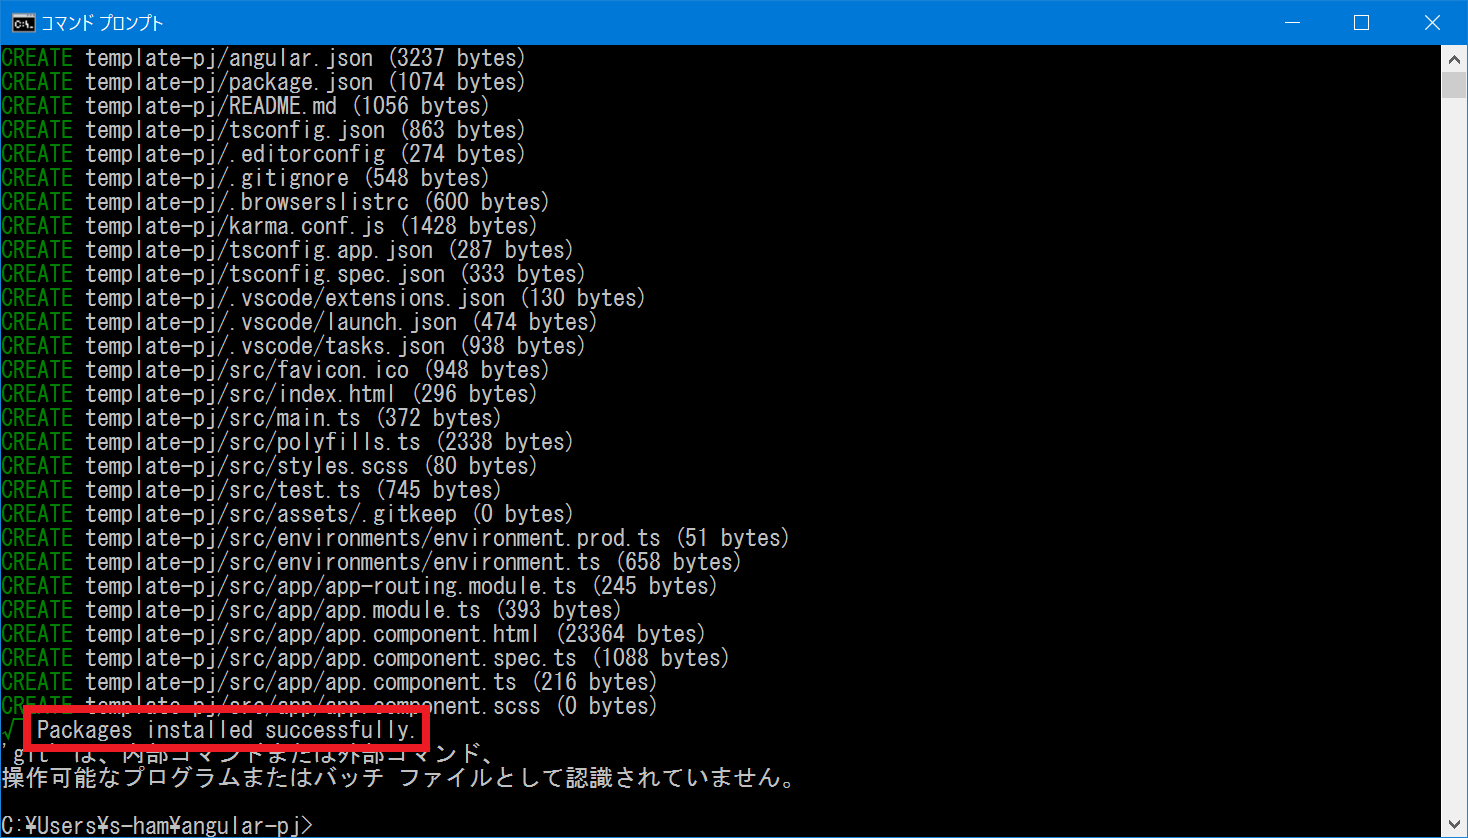 コマンド プロンプト
CREATE template-pj/angular.json (3237 bytes)
CREATE template-pj/package.json (1074 bytes)
CREATE template-pj/README.md (1056 bytes)
CREATE template-pj/tsconfig.json (863 bytes)
CREATE template-pj/.editorconfig (274 bytes)
CREATE template-pj/.gitignore (548 bytes)
CREATE template-pj/.browserslistrc (600 bytes)
CREATE template-pj/karma.conf.js (1428 bytes)
CREATE template-pj/tsconfig.app.json (287 bytes)
CREATE template-pj/tsconfig.spec.json (333 bytes)
CREATE template-pj/.vscode/extensions.json (130 bytes)
CREATE template-pj/.vscode/launch.json (474 bytes)
CREATE template-pj/.vscode/tasks.json (938 bytes)
CREATE template-pj/src/favicon.ico (948 bytes)
CREATE template-pj/src/index.html (296 bytes)
CREATE template-pj/src/main.ts (372 bytes)
CREATE template-pj/src/polyfills.ts (2338 bytes)
CREATE template-pj/src/styles.scss (80 bytes)
CREATE template-pj/src/test.ts (745 bytes)
CREATE template-pj/src/assets/.gitkeep (0 bytes)
CREATE template-pj/src/environments/environment.prod.ts (51 bytes)
CREATE template-pj/src/environments/environment.ts (658 bytes)
CREATE template-pj/src/app/app-routing.module.ts (245 bytes)
CREATE template-pj/src/app/app.module.ts (393 bytes)
CREATE template-pj/src/app/app.component.html (23364 bytes)
CREATE template-pj/src/app/app.component.spec.ts (1088 bytes)
CREATE template-pj/src/app/app.component.ts (216 bytes)
CREATE template-pj/src/app/app.component.scss (0 bytes)
√ Packages installed successfully.
'git' は、内部コマンドまたは外部コマンド、
操作可能なプログラムまたはバッチ ファイルとして認識されていません。
C:¥Users¥s-ham¥angular-pj>